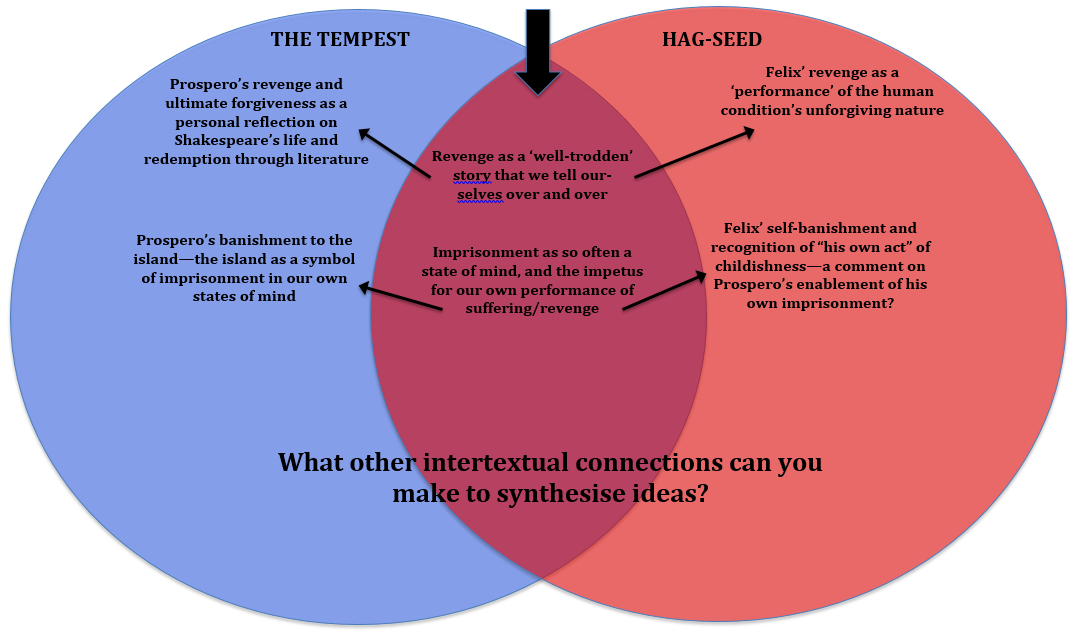 THE TEMPEST
HAG-SEED
Prospero’s revenge and
ultimate forgiveness as a
personal reflection on
Shakespeare’s life and
redemption through literature
Revenge as a ‘well-trodden’
story that we tell our-
selves over and over
Felix’ revenge as a
‘performance’ of the human
condition’s unforgiving nature
Prospero’s banishment to the
island—the island as a symbol
of imprisonment in our own
states of mind
Imprisonment as so often a
state of mind, and the impetus
for our own performance of
suffering/revenge
Felix’ self-banishment and
recognition of “his own act” of
childishness—a comment on
Prospero’s enablement of his
own imprisonment?
What other intertextual connections can you
make to synthesise ideas?